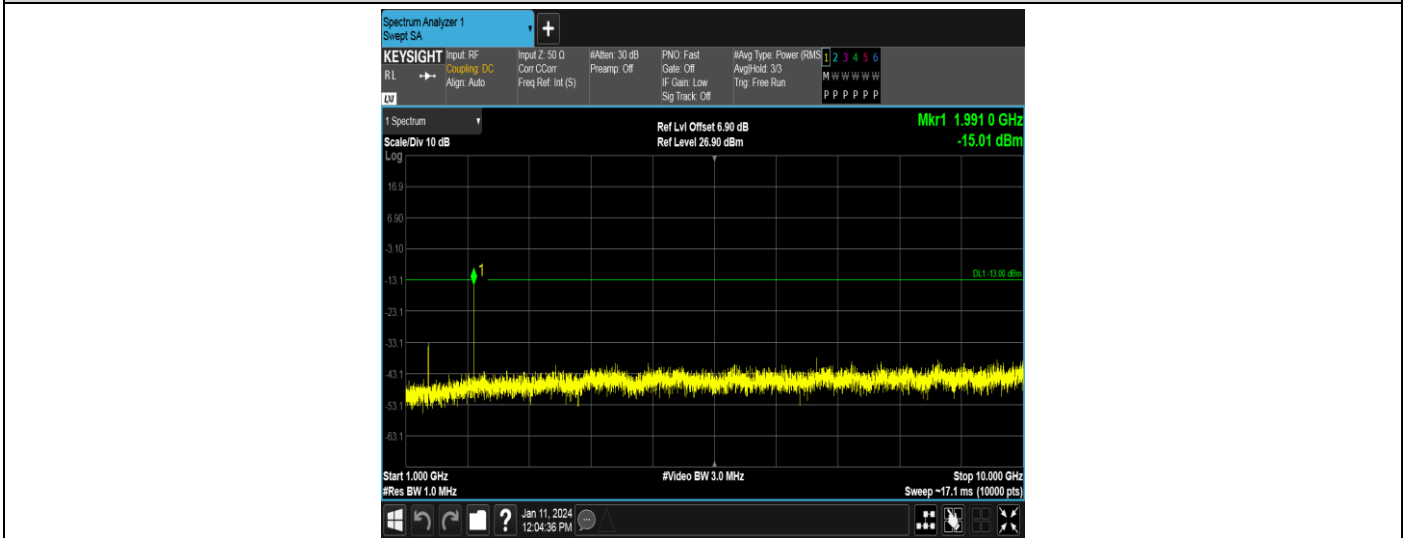 Spectrum Analyzer 1
Swept SA
+
KEYSIGHT Input: RF Input Z: 50 Ω #Atten: 30 dB PNO: Fast #Avg Type: Power (RMS 1 2 3 4 5 6
RL Coupling: DC Corr CCorr Preamp: Off Gate: Off Avg|Hold: 3/3 M W W W W W
Align: Auto Freq Ref: Int (S) IF Gain: Low Trig: Free Run
Sig Track: Off P P P P P P
LXI
1 Spectrum Ref Lvl Offset 6.90 dB Mkr1 1.991 0 GHz
Scale/Div 10 dB Ref Level 26.90 dBm -15.01 dBm
Log
16.9
6.90
-3.10
1
DL1 -13.00 dBm
-13.1
-23.1
-33.1
-43.1
-53.1
-63.1
Start 1.000 GHz #Video BW 3.0 MHz Stop 10.000 GHz
#Res BW 1.0 MHz Sweep ~17.1 ms (10000 pts)
? Jan 11, 2024
12:04:36 PM